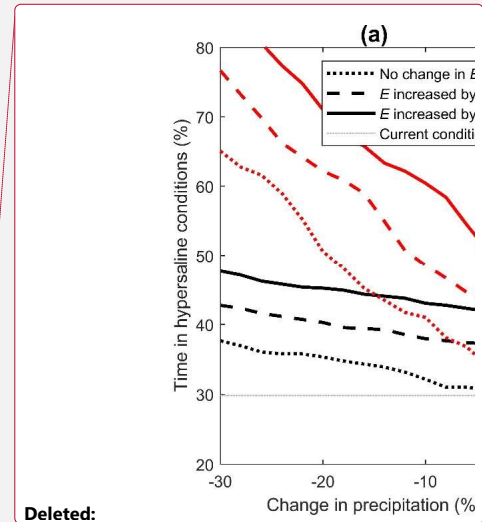 (a)
80
70
60
50
40
30
20
Time in hypersaline conditions (%)
No change in E
E increased by
E increased by
Current
-30
-20
-10
Change in precipitation (%
Deleted: